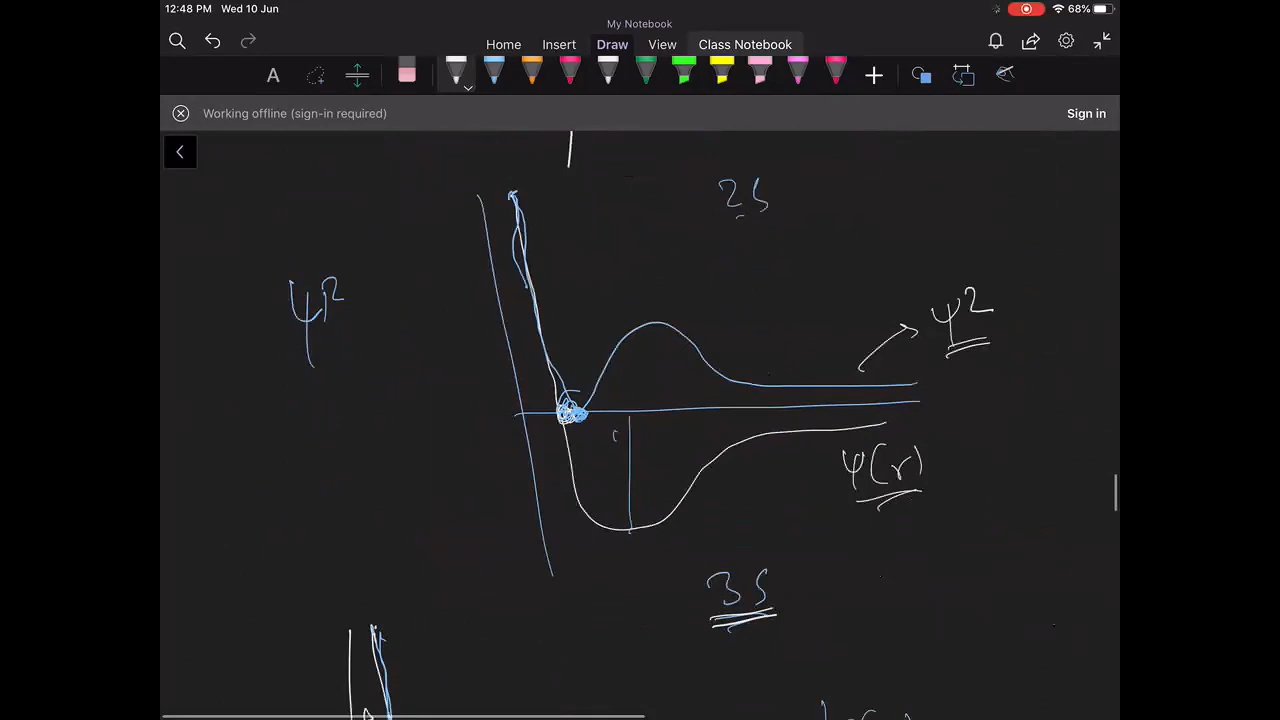 12:48 PM Wed 10 Jun
68%
My Notebook
Home Insert Draw View Class Notebook
A
Working offline (sign-in required)
Sign in
2s
ψ²
ψ²
ψ(r)
3s